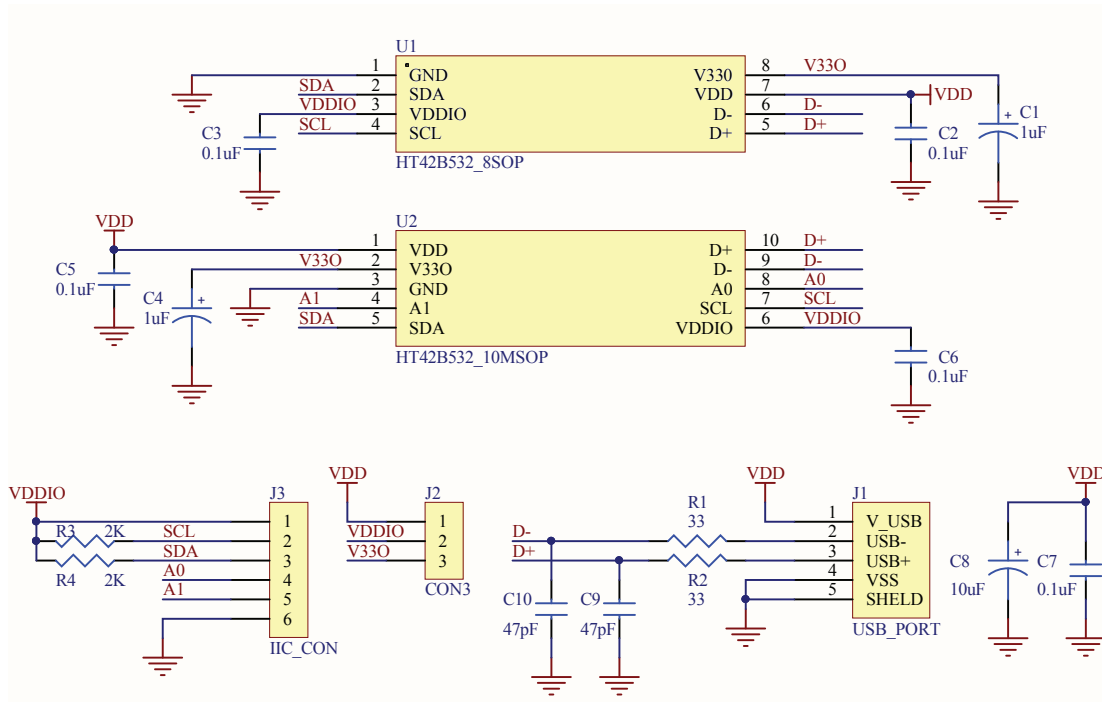 U1
1 GND V330 8 V33O
SDA 2 SDA VDD 7 VDD
VDDIO 3 VDDIO D- 6 D-
SCL 4 SCL D+ 5 D+
C3
0.1uF
C2
0.1uF
C1
1uF
+
HT42B532_8SOP
VDD
U2
1 VDD D+ 10 D+
V33O 2 V33O D- 9 D-
3 GND A0 8 A0
A1 4 A1 SCL 7 SCL
SDA 5 SDA VDDIO 6 VDDIO
C5
0.1uF
C4
1uF
+
C6
0.1uF
HT42B532_10MSOP
VDDIO
J3
1
R3 2K SCL 2
SDA 3
R4 2K
A0 4
A1 5
6
IIC_CON
VDD
J2
1
VDDIO 2
V33O 3
CON3
VDD
J1
R1
33
1 V_USB
D- 2 USB-
D+ 3 USB+
R2
33
4 VSS
5 SHELD
C10
47pF
C9
47pF
USB_PORT
VDD
C8
10uF
+
C7
0.1uF